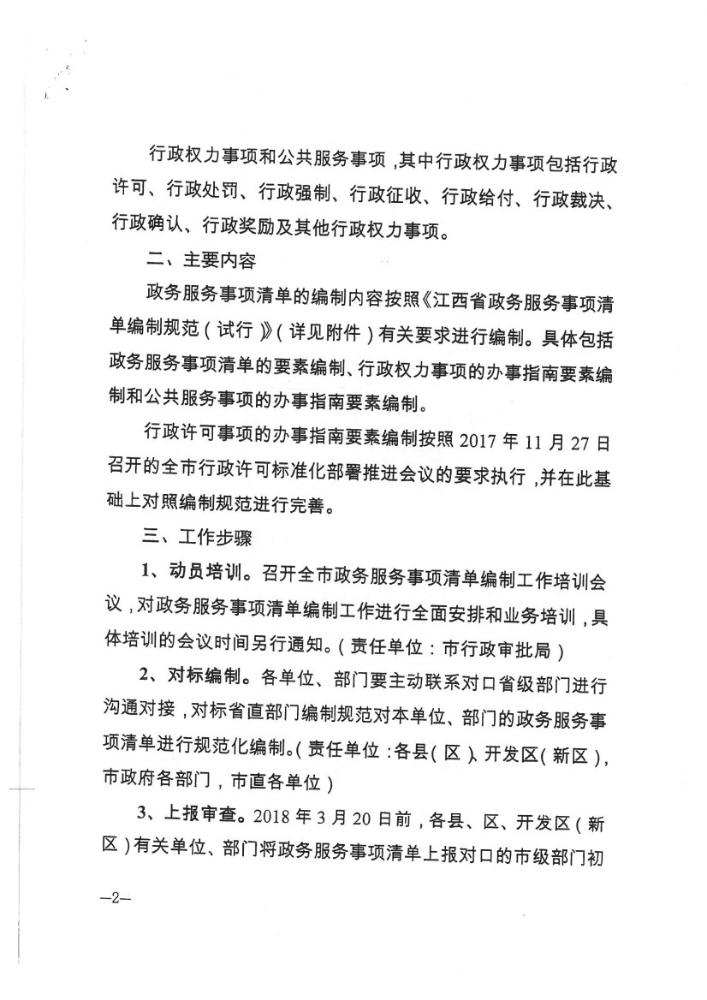 行政权力事项和公共服务事项,其中行政权力事项包括行政
许可、行政处罚、行政强制、行政征收、行政给付、行政裁决、
行政确认、行政奖励及其他行政权力事项。
二、主要内容
政务服务事项清单的编制内容按照《江西省政务服务事项清
单编制规范(试行)》(详见附件)有关要求进行编制。具体包括
政务服务事项清单的要素编制、行政权力事项的办事指南要素编
制和公共服务事项的办事指南要素编制。
行政许可事项的办事指南要素编制按照 2017 年 11 月 27 日
召开的全市行政许可标准化部署推进会议的要求执行,并在此基
础上对照编制规范进行完善。
三、工作步骤
1、动员培训。召开全市政务服务事项清单编制工作培训会
议,对政务服务事项清单编制工作进行全面安排和业务培训,具
体培训的会议时间另行通知。(责任单位:市行政审批局)
2、对标编制。各单位、部门要主动联系对口省级部门进行
沟通对接,对标省直部门编制规范对本单位、部门的政务服务事
项清单进行规范化编制。(责任单位:各县(区)、开发区(新区),
市政府各部门,市直各单位)
3、上报审查。2018 年 3 月 20 日前,各县、区、开发区(新
区)有关单位、部门将政务服务事项清单上报对口的市级部门初
—2—